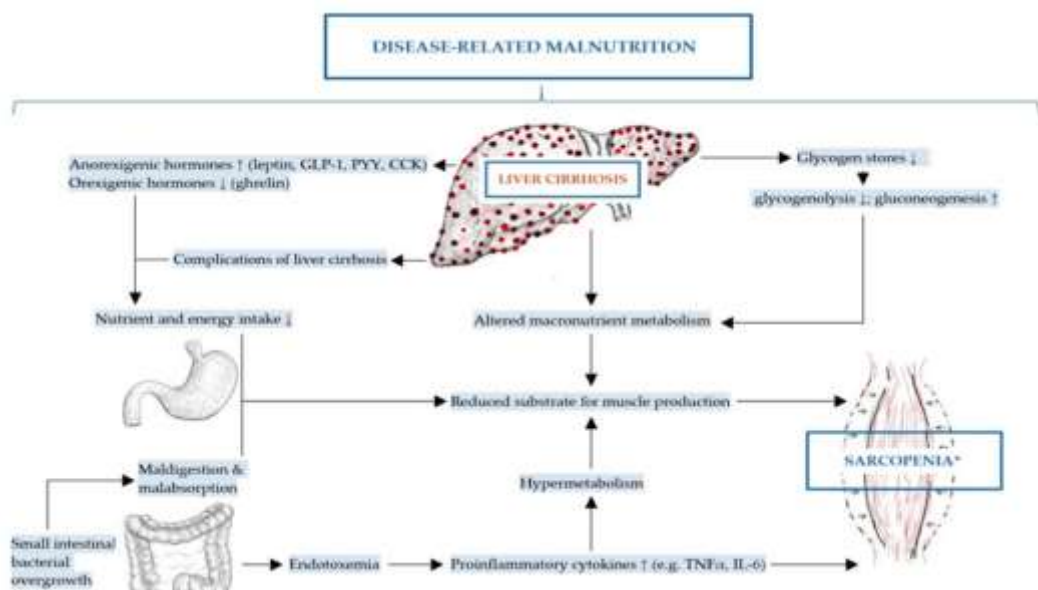 DISEASE-RELATED MALNUTRITION
Anorexigenic hormones ↑ (leptin, GLP-1, PYY, CCK)
Orexigenic hormones ↓ (ghrelin)
LIVER CIRRHOSIS
Glycogen stores ↓
glycogenolysis ↓; gluconeogenesis ↑
Complications of liver cirrhosis
Nutrient and energy intake ↓
Altered macronutrient metabolism
Reduced substrate for muscle production
SARCOPENIA*
Maldigestion &
malabsorption
Hypermetabolism
Small intestinal
bacterial
overgrowth
Endotoxemia
Proinflammatory cytokines ↑ (e.g. TNFα, IL-6)